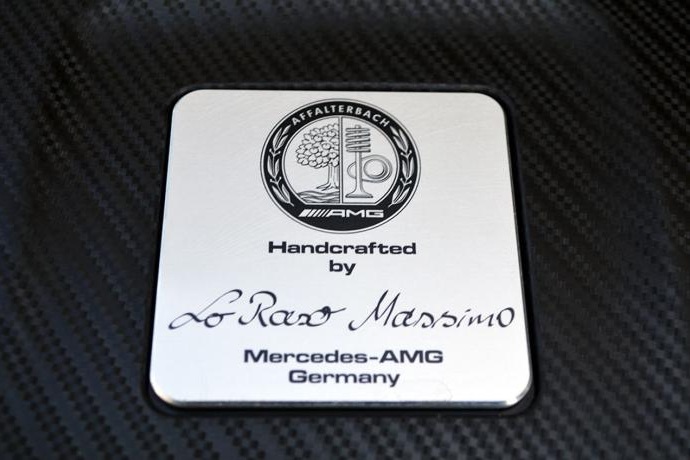 AFFALTERBACH
AMG
Handcrafted
by
Lo Raso Massimo
Mercedes-AMG
Germany